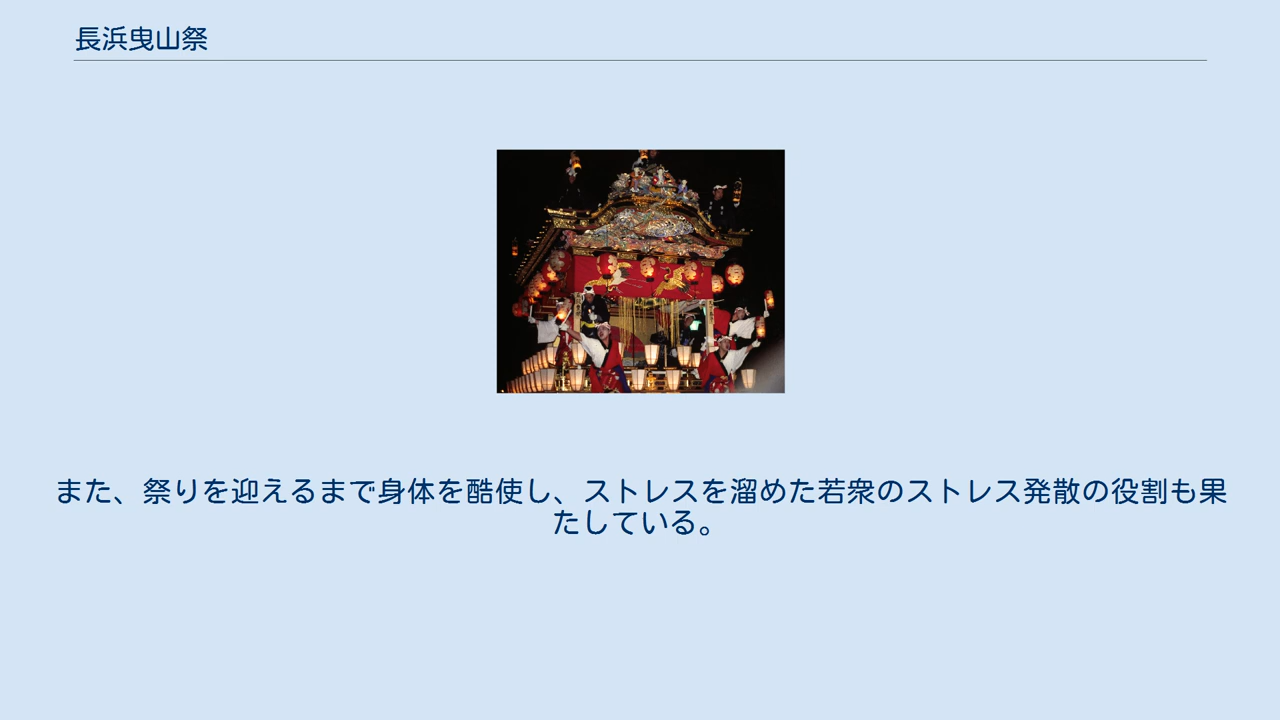 長浜曳山祭
また、祭りを迎えるまで身体を酷使し、ストレスを溜めた若衆のストレス発散の役割も果
たしている。